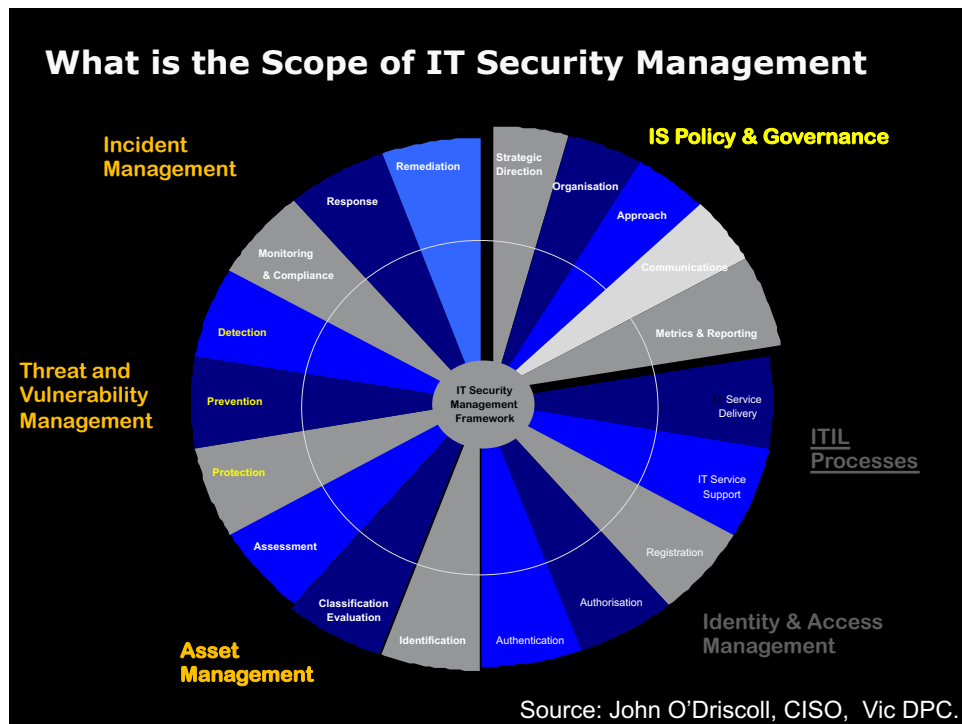 What is the Scope of IT Security Management
Incident
Management
IS Policy & Governance
Remediation
Strategic
Direction
Organisation
Response
Approach
Monitoring
& Compliance
Communications
Detection
Metrics & Reporting
Threat and
Vulnerability
Management
Prevention
IT Security
Management
Framework
IT Service
Delivery
ITIL
Processes
Protection
IT Service
Support
Assessment
Registration
Classification
Evaluation
Authorisation
Identity & Access
Management
Identification
Authentication
Asset
Management
Source: John O’Driscoll, CISO, Vic DPC.